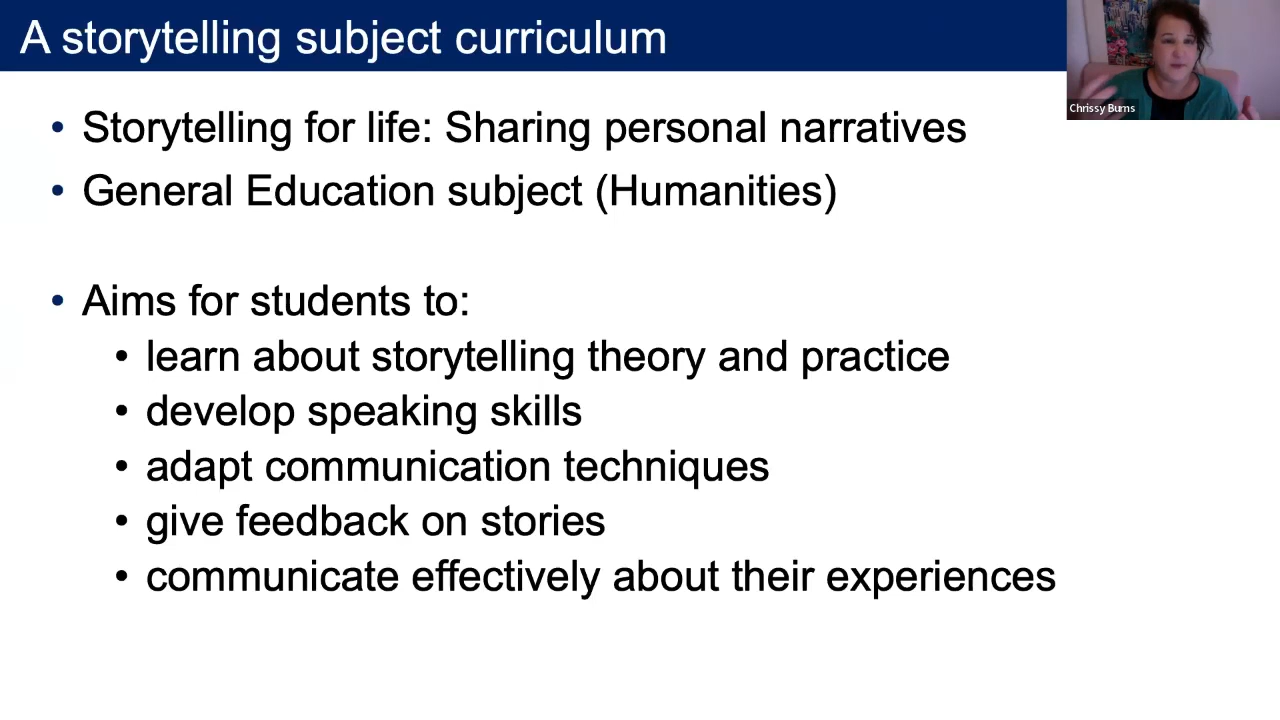 A storytelling subject curriculum
Chrissy Burns
• Storytelling for life: Sharing personal narratives
• General Education subject (Humanities)
• Aims for students to:
• learn about storytelling theory and practice
• develop speaking skills
• adapt communication techniques
• give feedback on stories
• communicate effectively about their experiences